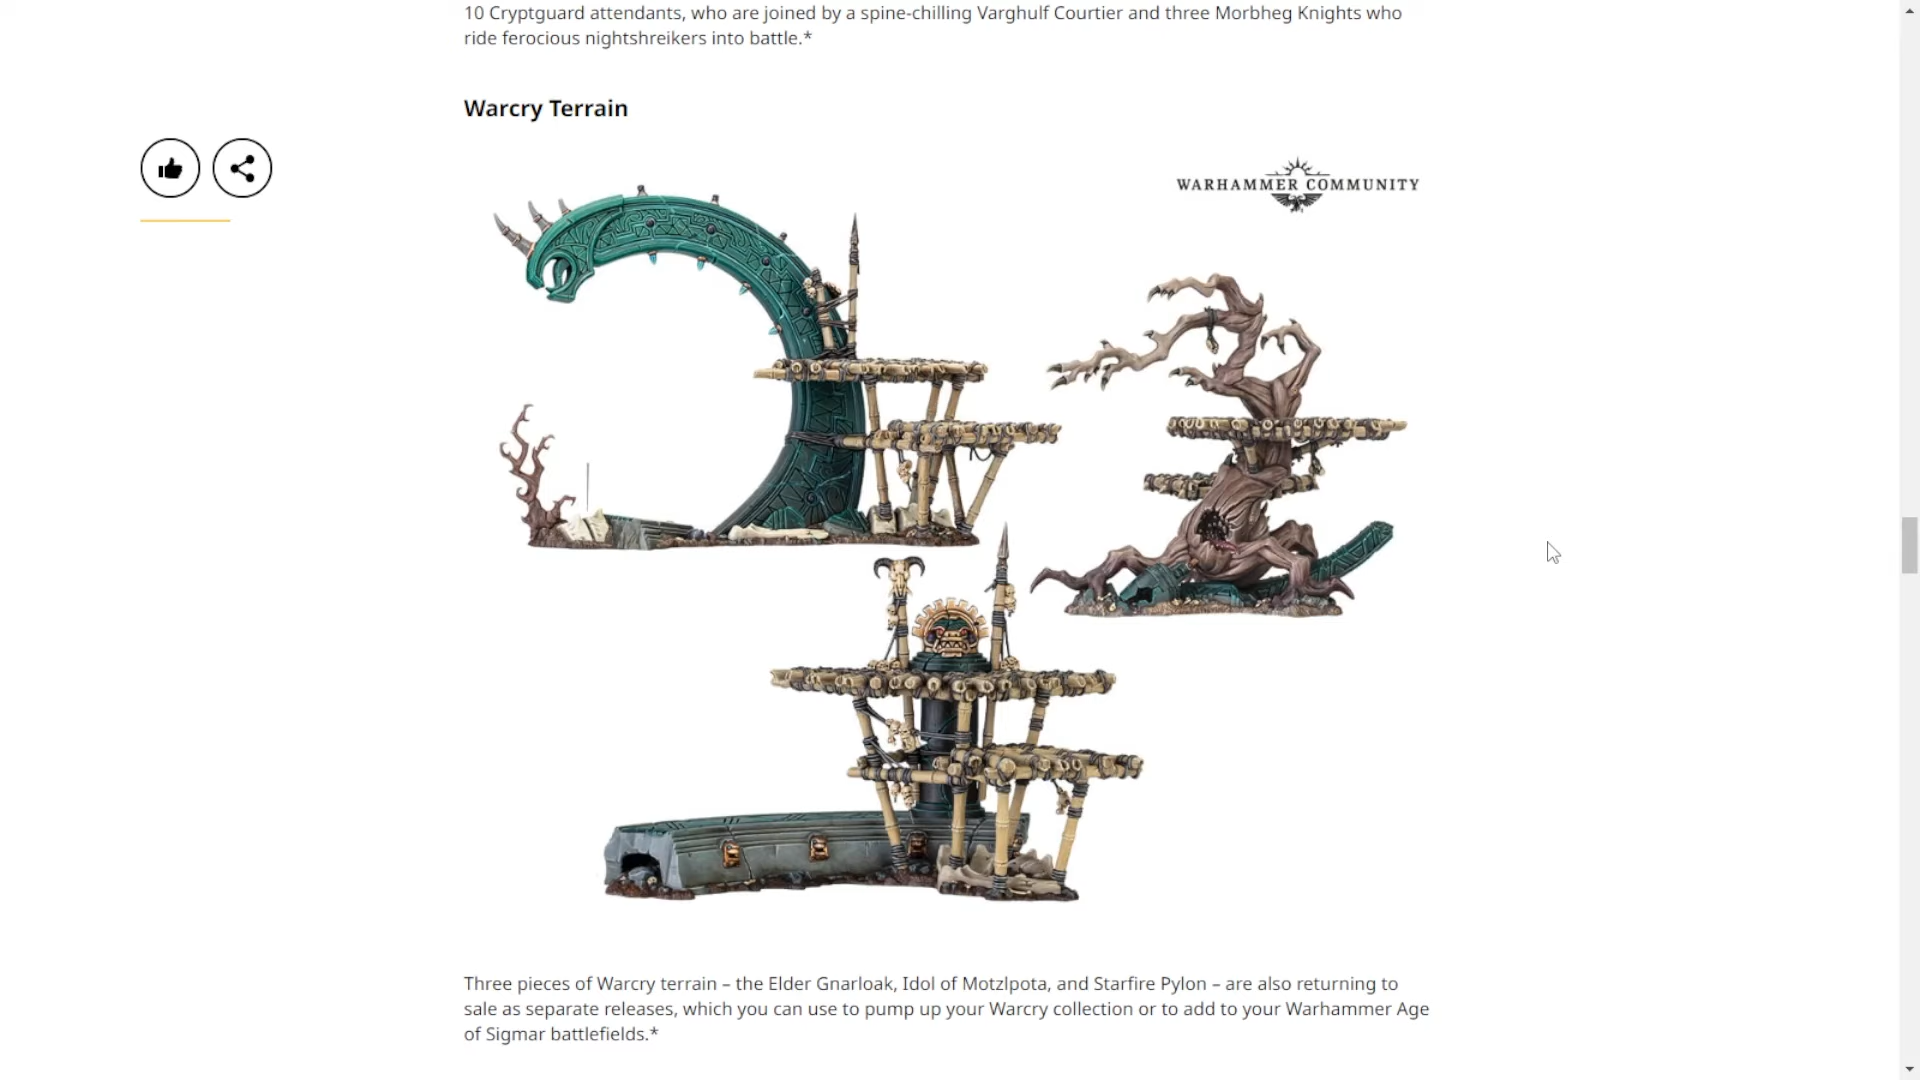 10 Cryptguard attendants, who are joined by a spine-chilling Varghulf Courtier and three Morbheg Knights who
ride ferocious nightshreikers into battle.*
Warcry Terrain
WARHAMMER COMMUNITY
Three pieces of Warcry terrain – the Elder Gnarloak, Idol of Motzlpota, and Starfire Pylon – are also returning to
sale as separate releases, which you can use to pump up your Warcry collection or to add to your Warhammer Age
of Sigmar battlefields.*